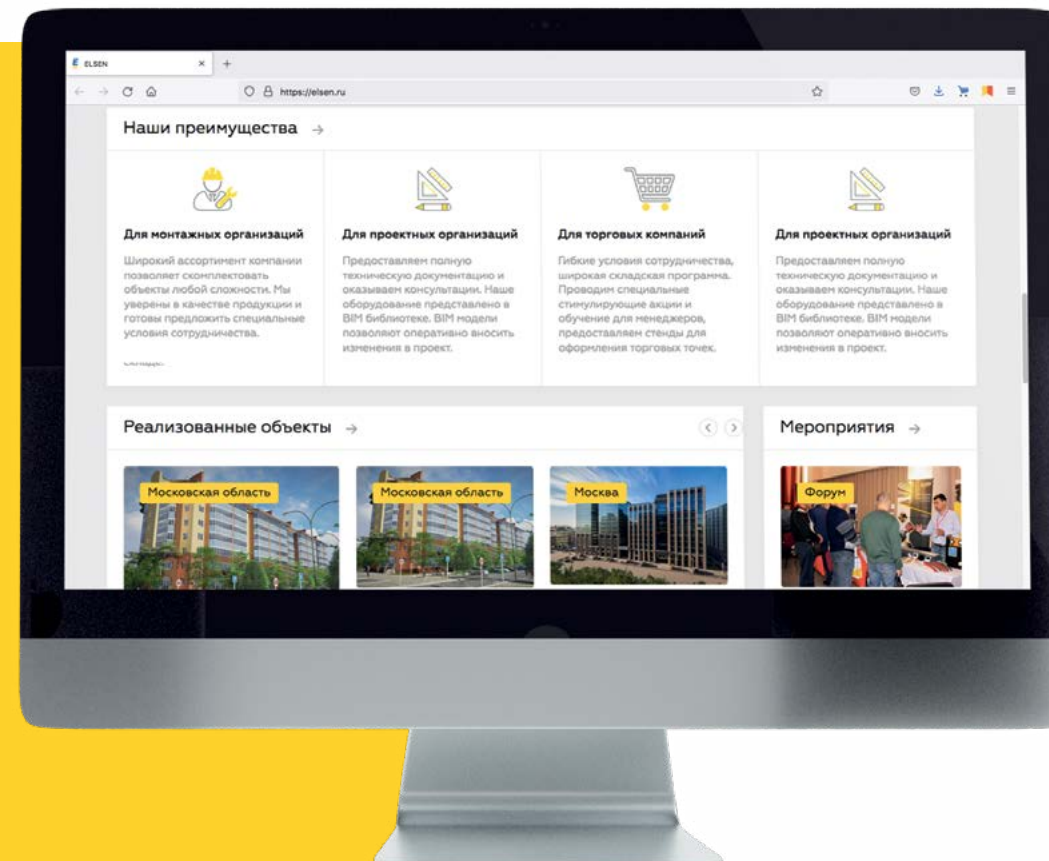 ELSEN
https://elsen.ru
Наши преимущества
Для монтажных организаций
Широкий ассортимент компании
позволяет скомплектовать
объекты любой сложности. Мы
уверены в качестве продукции и
готовы предложить специальные
условия сотрудничества.
Для проектных организаций
Предоставляем полную
техническую документацию и
оказываем консультации. Наше
оборудование представлено в
BIM библиотеке. BIM модели
позволяют оперативно вносить
изменения в проект.
Для торговых компаний
Гибкие условия сотрудничества,
широкая складская программа.
Проводим специальные
стимулирующие акции и
обучение для менеджеров,
предоставляем стенды для
оформления торговых точек.
Для проектных организаций
Предоставляем полную
техническую документацию и
оказываем консультации. Наше
оборудование представлено в
BIM библиотеке. BIM модели
позволяют оперативно вносить
изменения в проект.
Реализованные объекты
Московская область
Московская область
Москва
Мероприятия
Форум